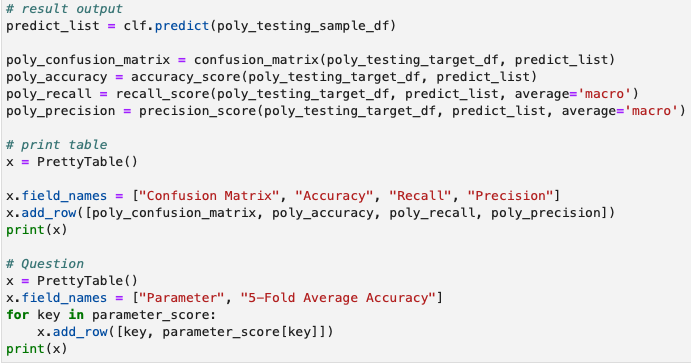 # result output
predict_list = clf.predict(poly_testing_sample_df)
poly_confusion_matrix = confusion_matrix(poly_testing_target_df, predict_list)
poly_accuracy = accuracy_score(poly_testing_target_df, predict_list)
poly_recall = recall_score(poly_testing_target_df, predict_list, average='macro')
poly_precision = precision_score(poly_testing_target_df, predict_list, average='macro')
# print table
x = PrettyTable()
x.field_names = ["Confusion Matrix", "Accuracy", "Recall", "Precision"]
x.add_row([poly_confusion_matrix, poly_accuracy, poly_recall, poly_precision])
print(x)
# Question
x = PrettyTable()
x.field_names = ["Parameter", "5-Fold Average Accuracy"]
for key in parameter_score:
    x.add_row([key, parameter_score[key]])
print(x)